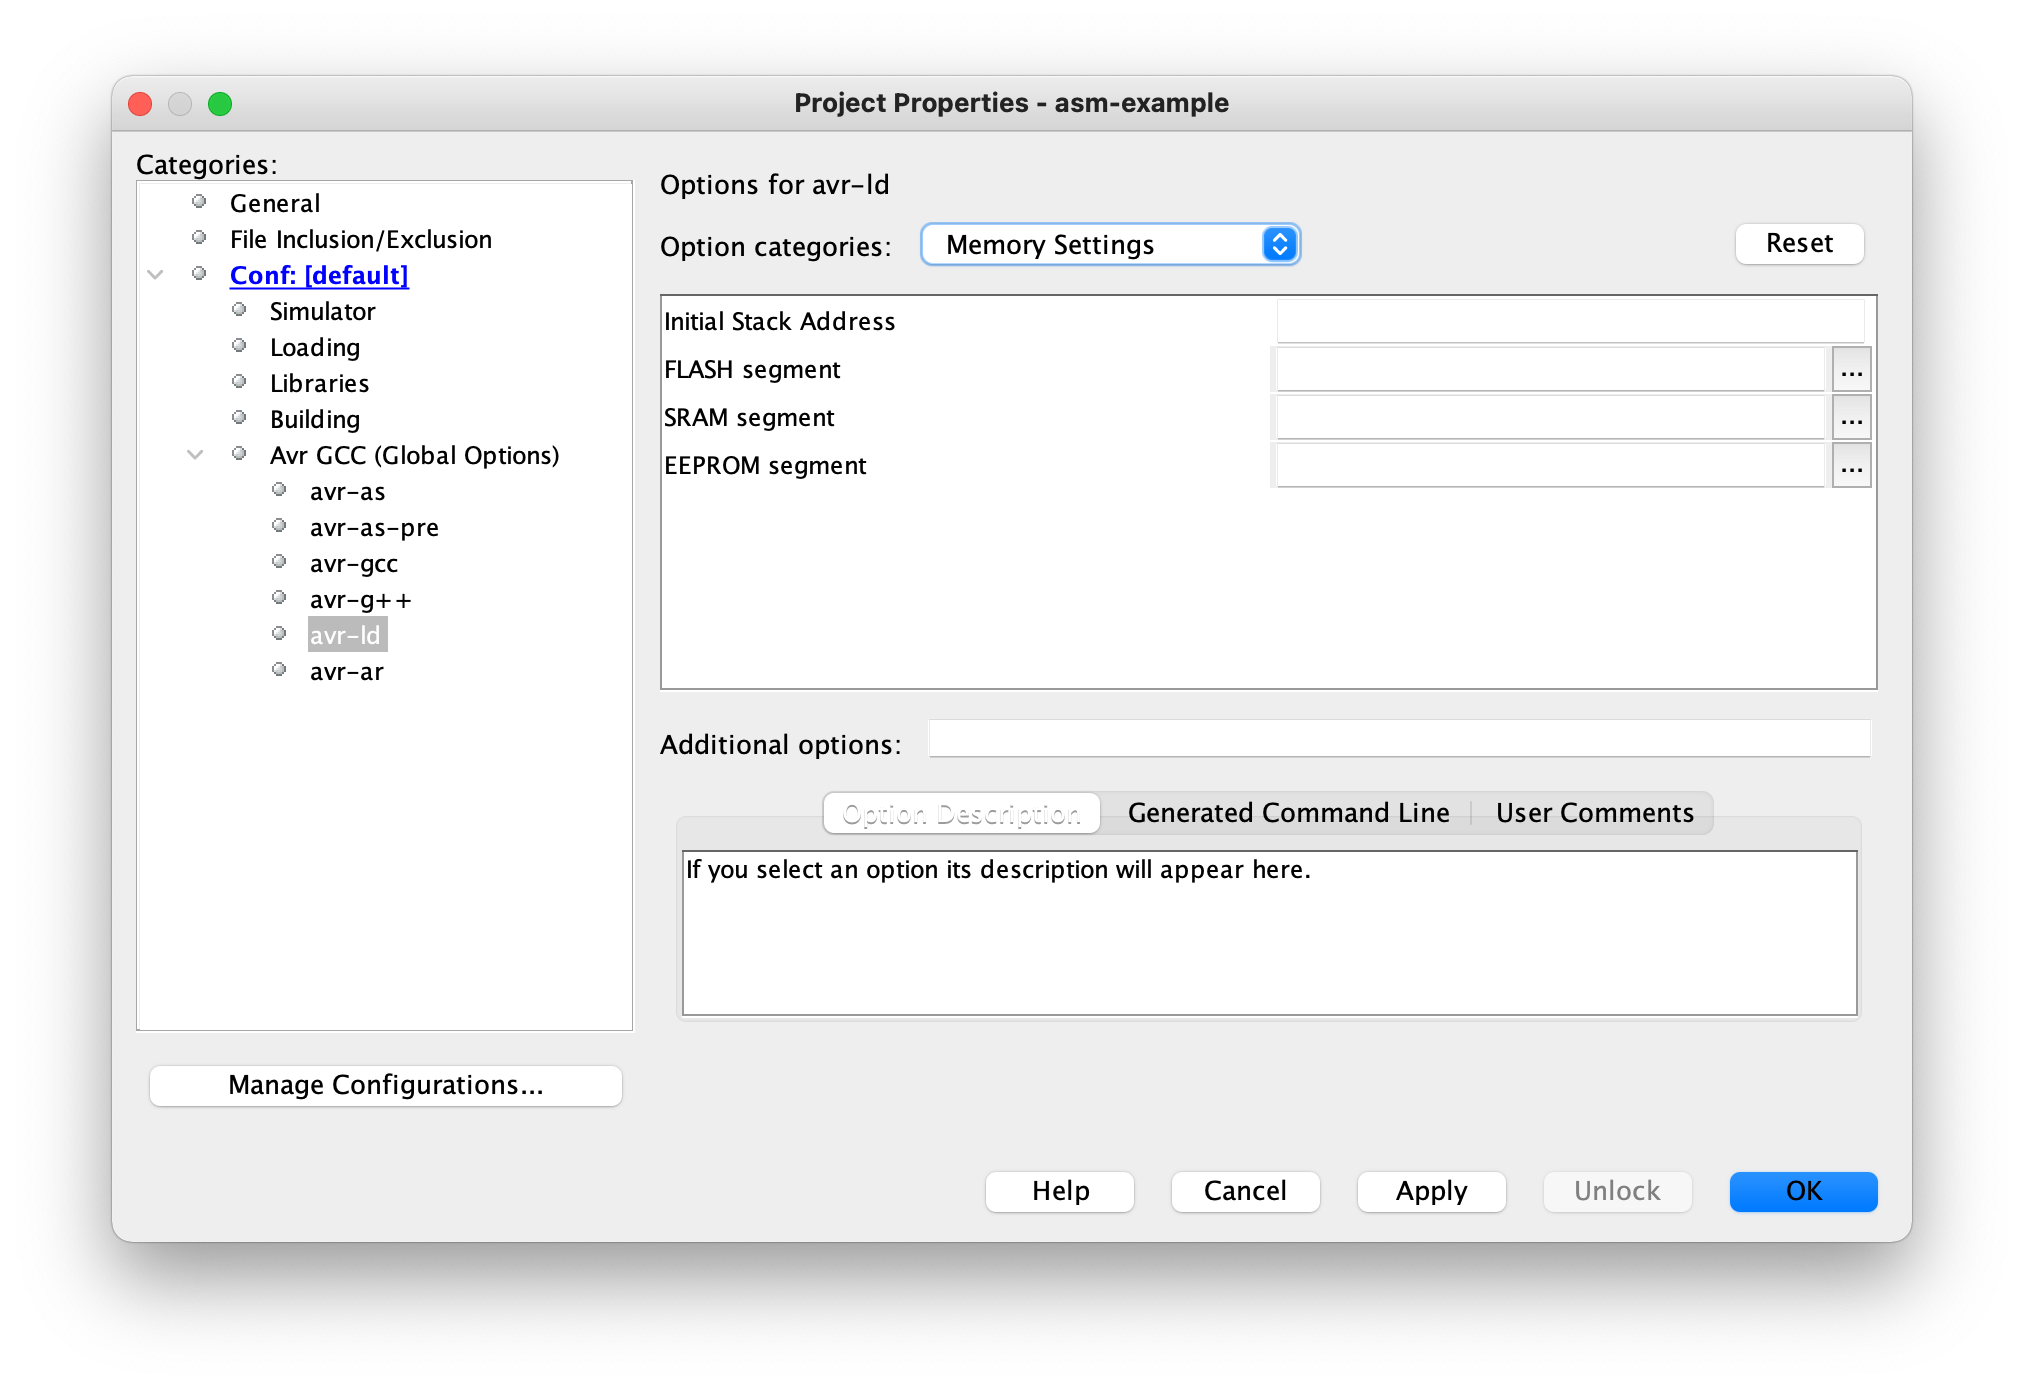 Project Properties - asm-example
Categories:
General
File Inclusion/Exclusion
Conf: [default]
Simulator
Loading
Libraries
Building
Avr GCC (Global Options)
avr-as
avr-as-pre
avr-gcc
avr-g++
avr-ld
avr-ar
Manage Configurations...
Options for avr-ld
Option categories: Memory Settings Reset
Initial Stack Address
FLASH segment ...
SRAM segment ...
EEPROM segment ...
Additional options:
Option Description Generated Command Line User Comments
If you select an option its description will appear here.
Help Cancel Apply Unlock OK